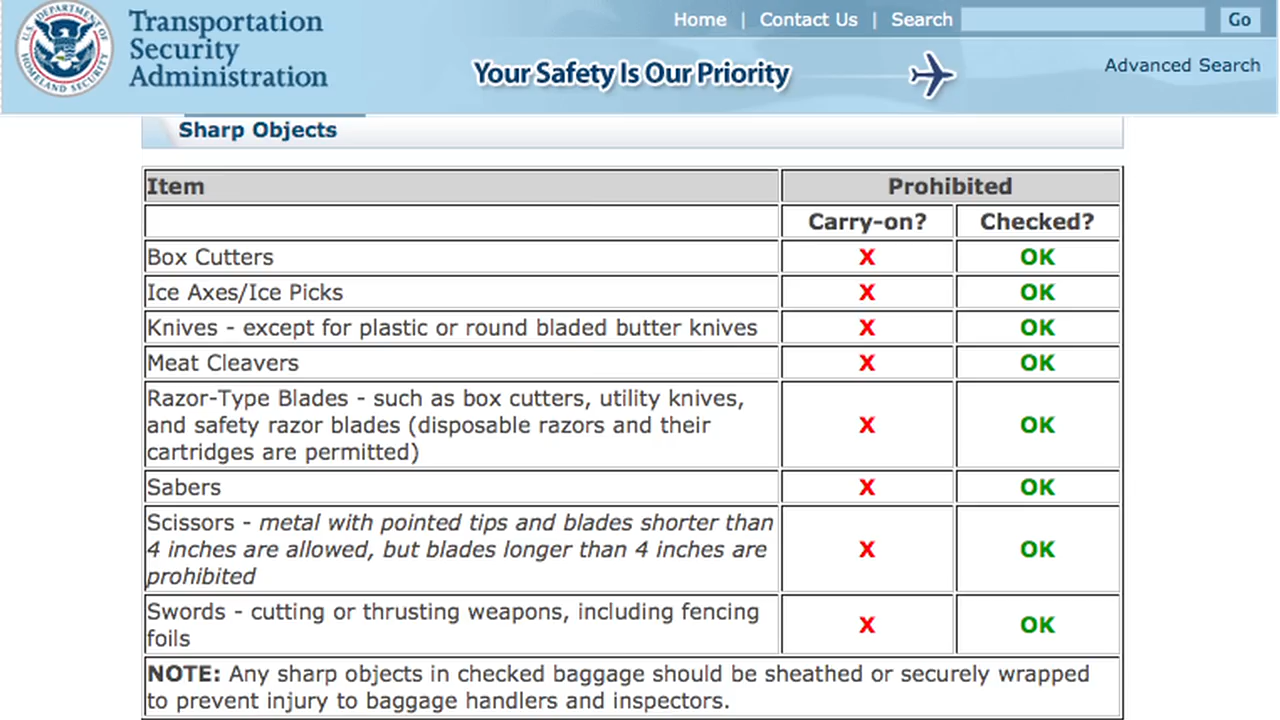 U.S. DEPARTMENT OF HOMELAND SECURITY
Transportation
Security
Administration
Home | Contact Us | Search Go
Your Safety Is Our Priority
Advanced Search
Sharp Objects
Item Prohibited
Carry-on? Checked?
Box Cutters X OK
Ice Axes/Ice Picks X OK
Knives - except for plastic or round bladed butter knives X OK
Meat Cleavers X OK
Razor-Type Blades - such as box cutters, utility knives,
and safety razor blades (disposable razors and their X OK
cartridges are permitted)
Sabers X OK
Scissors - metal with pointed tips and blades shorter than
4 inches are allowed, but blades longer than 4 inches are X OK
prohibited
Swords - cutting or thrusting weapons, including fencing X OK
foils
NOTE: Any sharp objects in checked baggage should be sheathed or securely wrapped
to prevent injury to baggage handlers and inspectors.